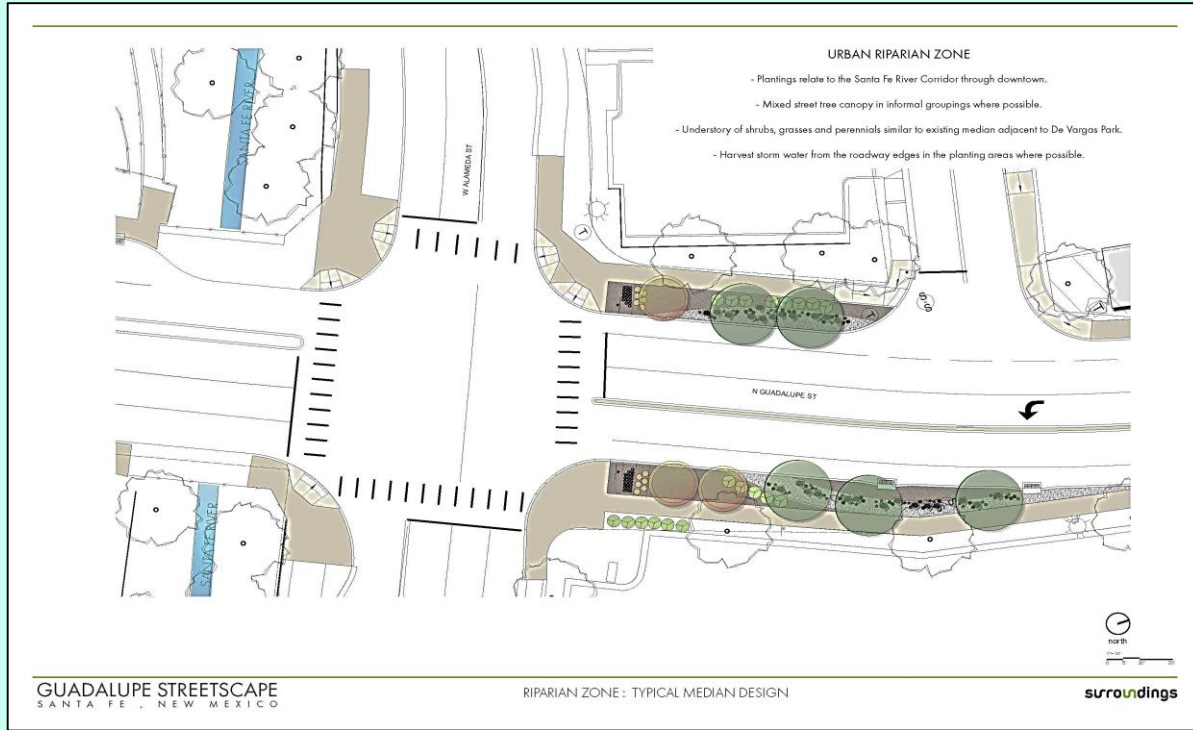 URBAN RIPARIAN ZONE
- Plantings relate to the Santa Fe River Corridor through downtown.
- Mixed street tree canopy in informal groupings where possible.
- Understory of shrubs, grasses and perennials similar to existing median adjacent to De Vargas Park.
- Harvest storm water from the roadway edges in the planting areas where possible.
SANTA FE RIVER
W ALAMEDA ST
T
T
SAS
T
T
N GUADALUPE ST
SANTA FE RIVER
north
GUADALUPE STREETSCAPE
SANTA FE , NEW MEXICO
RIPARIAN ZONE : TYPICAL MEDIAN DESIGN
surroundings